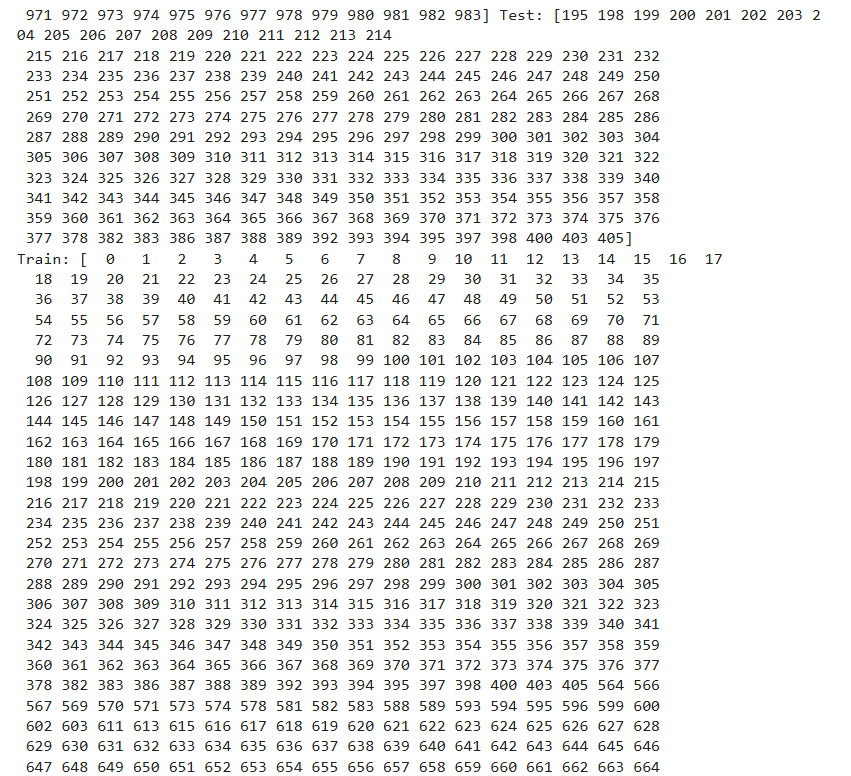 971 972 973 974 975 976 977 978 979 980 981 982 983] Test: [195 198 199 200 201 202 203 2
04 205 206 207 208 209 210 211 212 213 214
215 216 217 218 219 220 221 222 223 224 225 226 227 228 229 230 231 232
233 234 235 236 237 238 239 240 241 242 243 244 245 246 247 248 249 250
251 252 253 254 255 256 257 258 259 260 261 262 263 264 265 266 267 268
269 270 271 272 273 274 275 276 277 278 279 280 281 282 283 284 285 286
287 288 289 290 291 292 293 294 295 296 297 298 299 300 301 302 303 304
305 306 307 308 309 310 311 312 313 314 315 316 317 318 319 320 321 322
323 324 325 326 327 328 329 330 331 332 333 334 335 336 337 338 339 340
341 342 343 344 345 346 347 348 349 350 351 352 353 354 355 356 357 358
359 360 361 362 363 364 365 366 367 368 369 370 371 372 373 374 375 376
377 378 382 383 386 387 388 389 392 393 394 395 397 398 400 403 405]
Train: [ 0 1 2 3 4 5 6 7 8 9 10 11 12 13 14 15 16 17
18 19 20 21 22 23 24 25 26 27 28 29 30 31 32 33 34 35
36 37 38 39 40 41 42 43 44 45 46 47 48 49 50 51 52 53
54 55 56 57 58 59 60 61 62 63 64 65 66 67 68 69 70 71
72 73 74 75 76 77 78 79 80 81 82 83 84 85 86 87 88 89
90 91 92 93 94 95 96 97 98 99 100 101 102 103 104 105 106 107
108 109 110 111 112 113 114 115 116 117 118 119 120 121 122 123 124 125
126 127 128 129 130 131 132 133 134 135 136 137 138 139 140 141 142 143
144 145 146 147 148 149 150 151 152 153 154 155 156 157 158 159 160 161
162 163 164 165 166 167 168 169 170 171 172 173 174 175 176 177 178 179
180 181 182 183 184 185 186 187 188 189 190 191 192 193 194 195 196 197
198 199 200 201 202 203 204 205 206 207 208 209 210 211 212 213 214 215
216 217 218 219 220 221 222 223 224 225 226 227 228 229 230 231 232 233
234 235 236 237 238 239 240 241 242 243 244 245 246 247 248 249 250 251
252 253 254 255 256 257 258 259 260 261 262 263 264 265 266 267 268 269
270 271 272 273 274 275 276 277 278 279 280 281 282 283 284 285 286 287
288 289 290 291 292 293 294 295 296 297 298 299 300 301 302 303 304 305
306 307 308 309 310 311 312 313 314 315 316 317 318 319 320 321 322 323
324 325 326 327 328 329 330 331 332 333 334 335 336 337 338 339 340 341
342 343 344 345 346 347 348 349 350 351 352 353 354 355 356 357 358 359
360 361 362 363 364 365 366 367 368 369 370 371 372 373 374 375 376 377
378 382 383 386 387 388 389 392 393 394 395 397 398 400 403 405 564 566
567 569 570 571 573 574 578 581 582 583 588 589 593 594 595 596 599 600
602 603 611 613 615 616 617 618 619 620 621 622 623 624 625 626 627 628
629 630 631 632 633 634 635 636 637 638 639 640 641 642 643 644 645 646
647 648 649 650 651 652 653 654 655 656 657 658 659 660 661 662 663 664